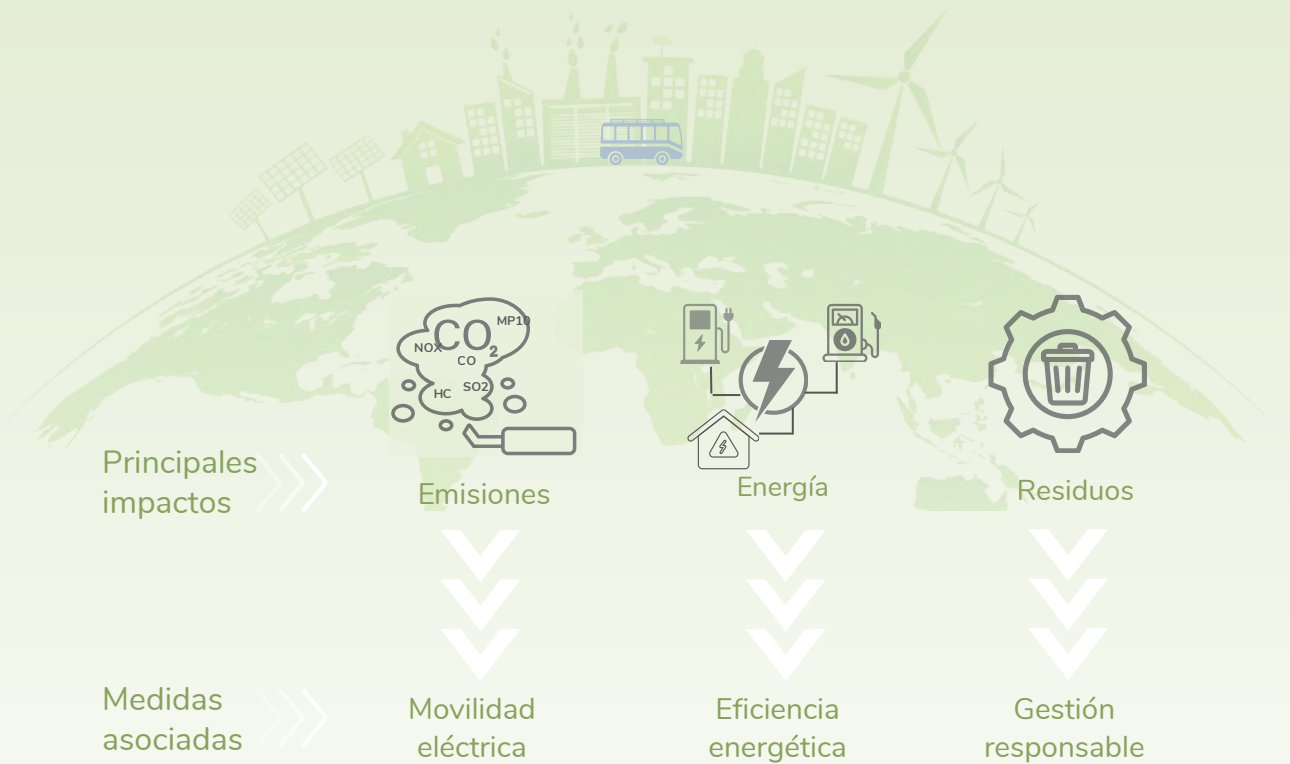 CO2
MP10
NOX
CO
HC
SO2
Principales
impactos
Emisiones
Energía
Residuos
Medidas
asociadas
Movilidad
eléctrica
Eficiencia
energética
Gestión
responsable